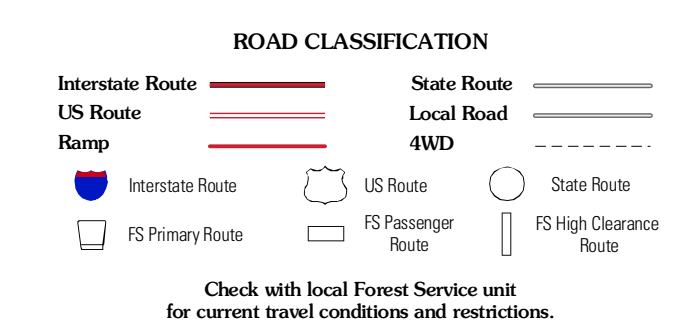 ROAD CLASSIFICATION
Interstate Route
State Route
US Route
Local Road
Ramp
4WD
Interstate Route
US Route
State Route
FS Primary Route
FS Passenger
Route
FS High Clearance
Route
Check with local Forest Service unit
for current travel conditions and restrictions.